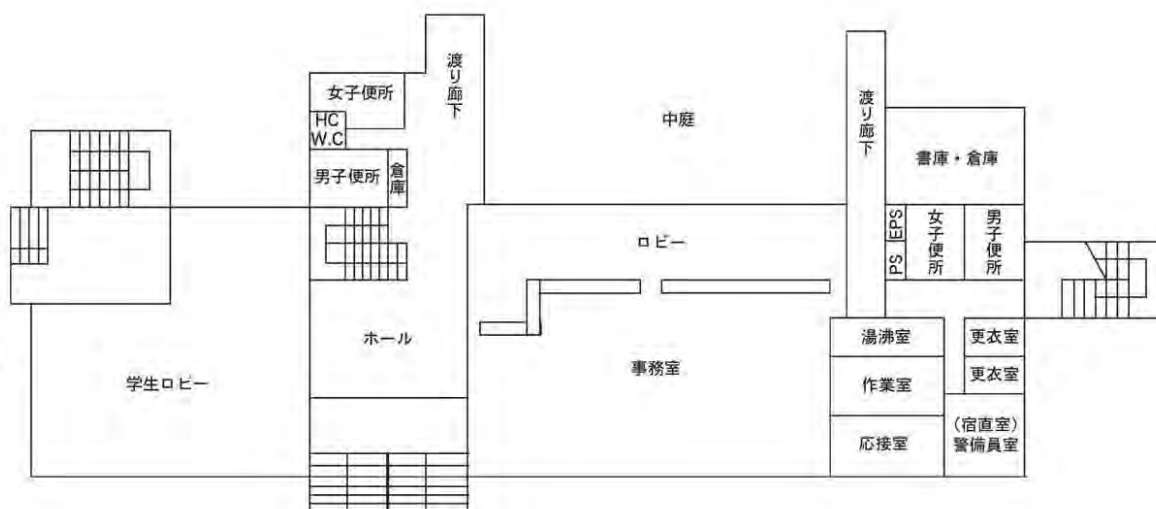 女子便所
HC
W.C
男子便所
倉庫
渡り廊下
中庭
渡り廊下
書庫・倉庫
EPS
PS
女子便所
男子便所
ロビー
ホール
学生ロビー
事務室
湯沸室
更衣室
作業室
更衣室
応接室
（宿直室）
警備員室